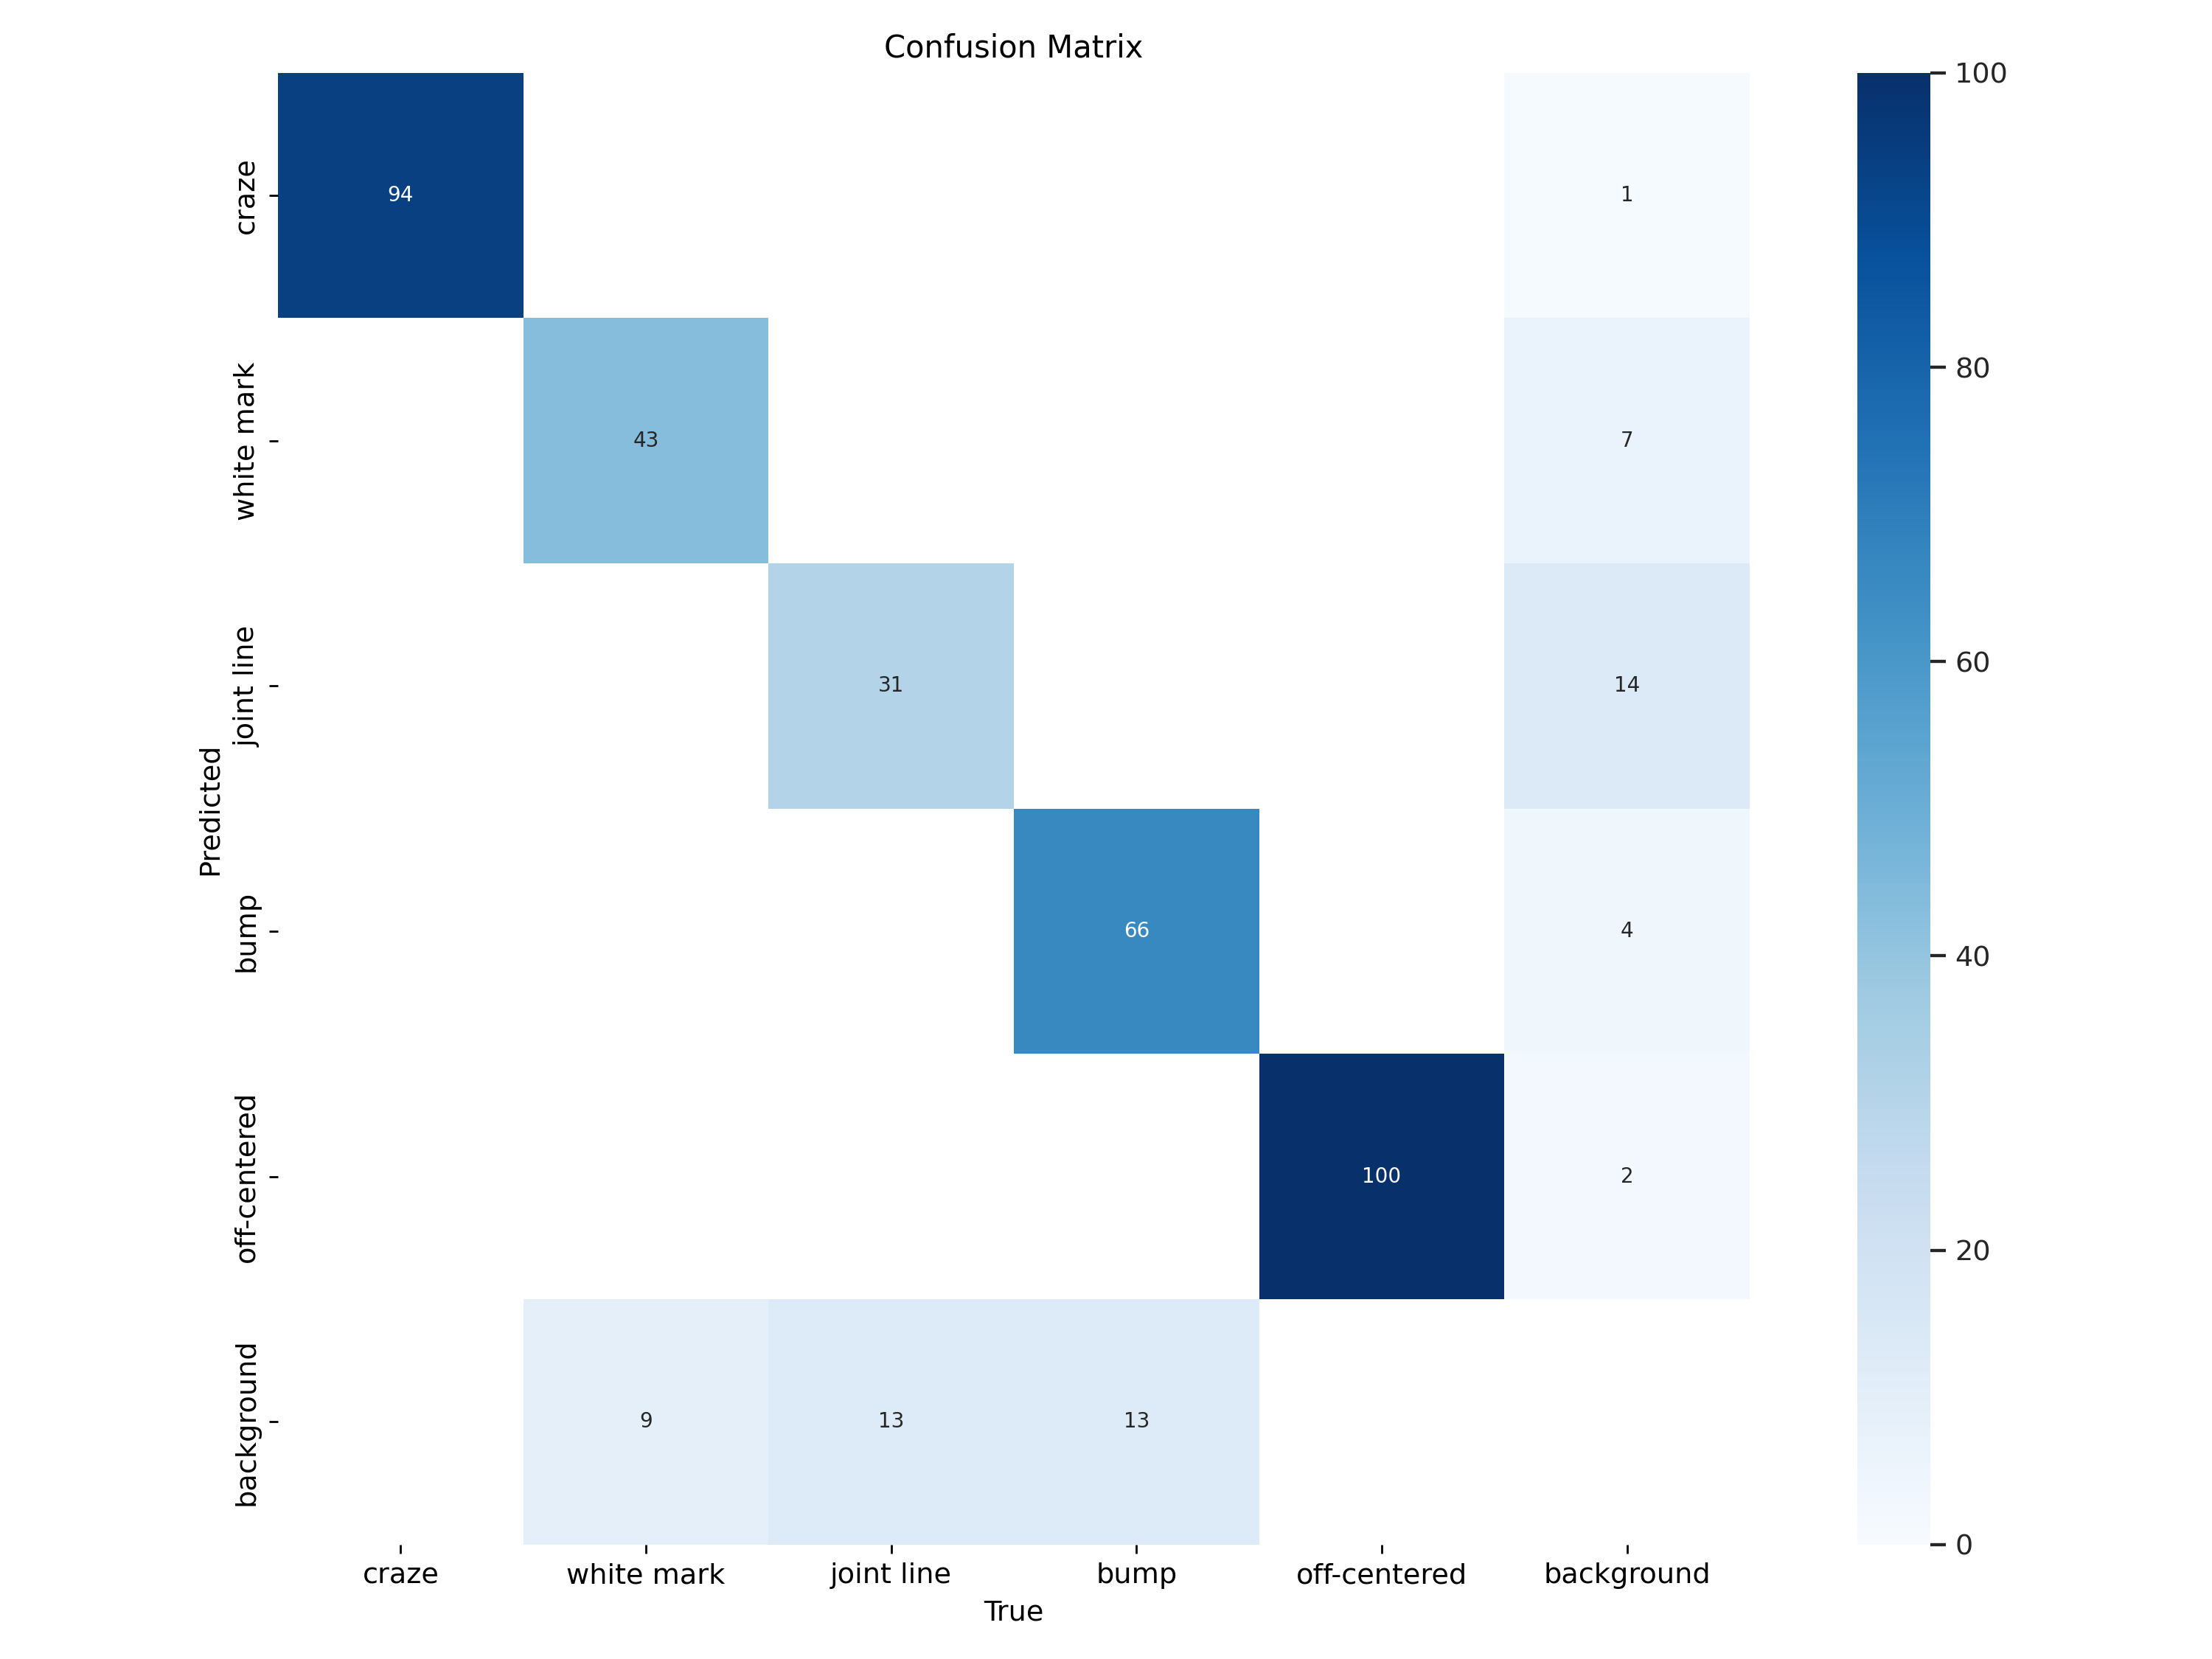 Confusion Matrix
craze
94
1
100
white mark
43
7
80
joint line
31
14
60
Predicted
bump
66
4
40
off-centered
100
2
20
background
9
13
13
0
craze white mark joint line bump off-centered background
True